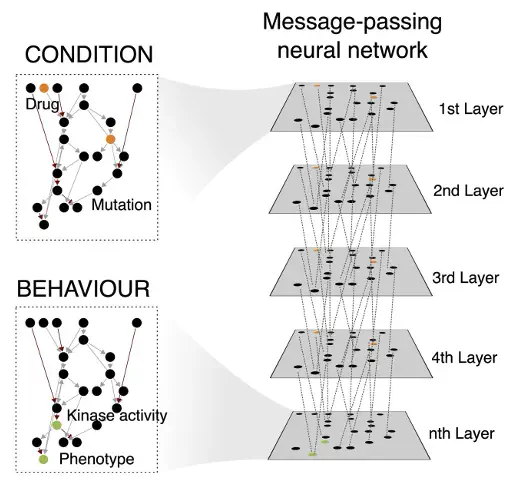 Message-passing
neural network
CONDITION
Drug
Mutation
1st Layer
2nd Layer
3rd Layer
BEHAVIOUR
4th Layer
Kinase activity
Phenotype
nth Layer